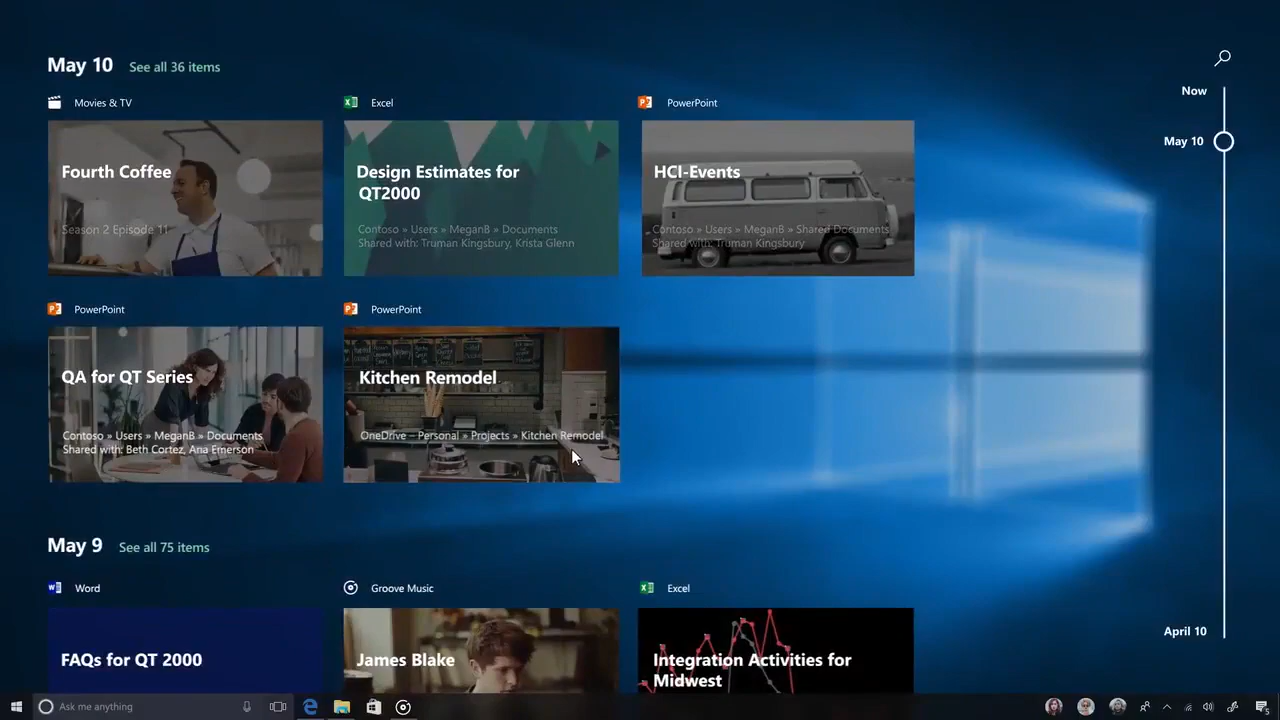 May 10 See all 36 items
Now
May 10
Movies & TV
Excel
PowerPoint
Fourth Coffee
Season 2 Episode 11
Design Estimates for
QT2000
Contoso » Users » MeganB » Documents
Shared with: Truman Kingsbury, Krista Glenn
HCI-Events
Contoso » Users » MeganB » Shared Documents
Shared with: Truman Kingsbury
PowerPoint
PowerPoint
QA for QT Series
Contoso » Users » MeganB » Documents
Shared with: Beth Cortez, Ana Emerson
Kitchen Remodel
OneDrive – Personal » Projects » Kitchen Remodel
May 9 See all 75 items
Word
Groove Music
Excel
FAQs for QT 2000
James Blake
Integration Activities for
Midwest
April 10
Ask me anything